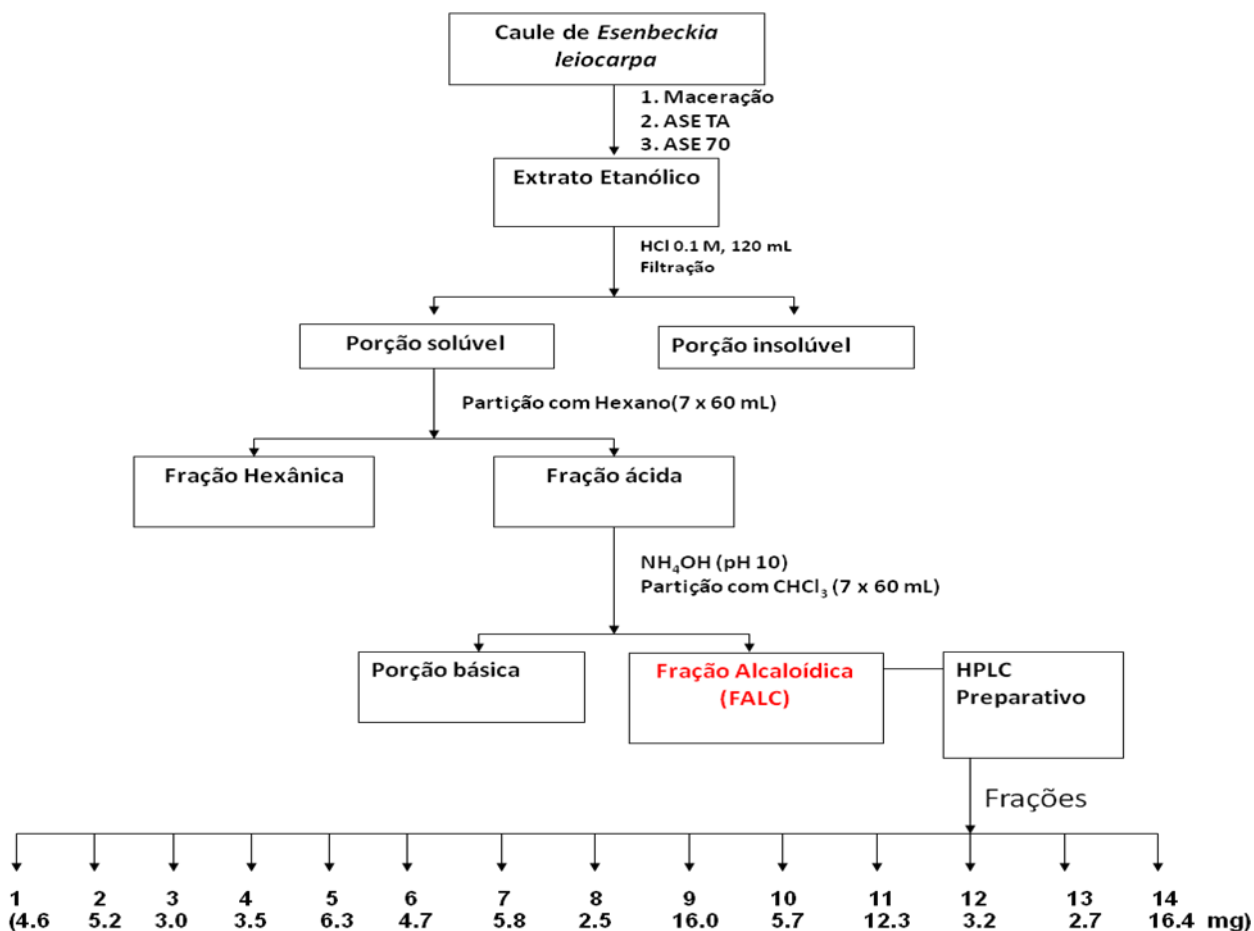 Caule de Esenbeckia
leiocarpa
1. Maceração
2. ASE TA
3. ASE 70
Extrato Etanólico
HCl 0.1 M, 120 mL
Filtração
Porção solúvel
Porção insolúvel
Partição com Hexano(7 x 60 mL)
Fração Hexânica
Fração ácida
NH₄OH (pH 10)
Partição com CHCl₃ (7 x 60 mL)
Porção básica
Fração Alcaloídica
(FALC)
HPLC
Preparativo
Frações
1 2 3 4 5 6 7 8 9 10 11 12 13 14
(4.6 5.2 3.0 3.5 6.3 4.7 5.8 2.5 16.0 5.7 12.3 3.2 2.7 16.4 mg)